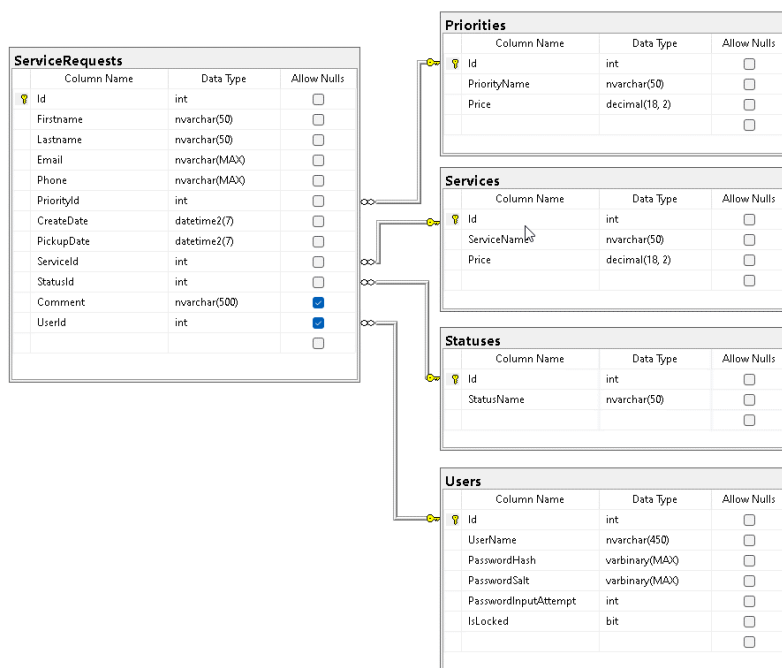 ServiceRequests
Column Name Data Type Allow Nulls
Id int
Firstname nvarchar(50)
Lastname nvarchar(50)
Email nvarchar(MAX)
Phone nvarchar(MAX)
PriorityId int
CreateDate datetime2(7)
PickupDate datetime2(7)
ServiceId int
StatusId int
Comment nvarchar(500)
UserId int
Priorities
Column Name Data Type Allow Nulls
Id int
PriorityName nvarchar(50)
Price decimal(18, 2)
Services
Column Name Data Type Allow Nulls
Id int
ServiceName nvarchar(50)
Price decimal(18, 2)
Statuses
Column Name Data Type Allow Nulls
Id int
StatusName nvarchar(50)
Users
Column Name Data Type Allow Nulls
Id int
UserName nvarchar(450)
PasswordHash varbinary(MAX)
PasswordSalt varbinary(MAX)
PasswordInputAttempt int
IsLocked bit